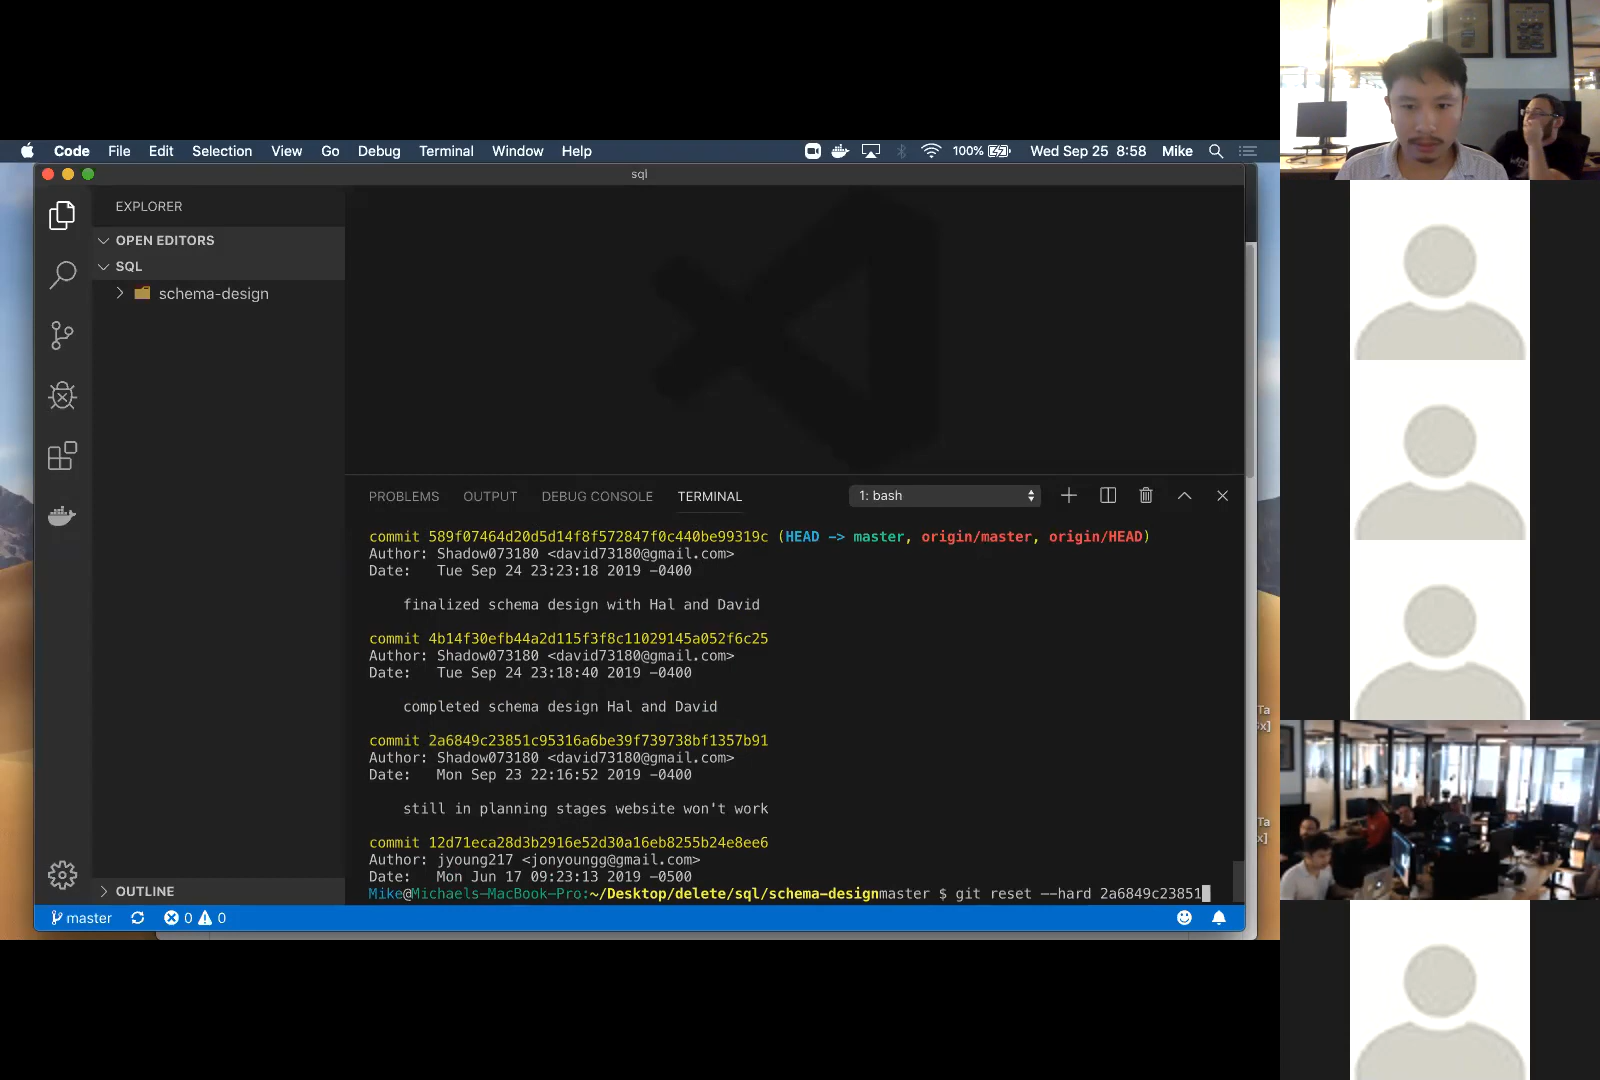 Code File Edit Selection View Go Debug Terminal Window Help 100% Wed Sep 25 8:58 Mike
sql
EXPLORER
OPEN EDITORS
SQL
schema-design
PROBLEMS OUTPUT DEBUG CONSOLE TERMINAL 1: bash
commit 589f07464d20d5d14f8f572847f0c440be99319c (HEAD -> master, origin/master, origin/HEAD)
Author: Shadow073180 <david73180@gmail.com>
Date: Tue Sep 24 23:23:18 2019 -0400
finalized schema design with Hal and David
commit 4b14f30efb44a2d115f3f8c11029145a052f6c25
Author: Shadow073180 <david73180@gmail.com>
Date: Tue Sep 24 23:18:40 2019 -0400
completed schema design Hal and David
commit 2a6849c23851c95316a6be39f739738bf1357b91
Author: Shadow073180 <david73180@gmail.com>
Date: Mon Sep 23 22:16:52 2019 -0400
still in planning stages website won't work
commit 12d71eca28d3b2916e52d30a16eb8255b24e8ee6
Author: jyoung217 <jonyoungg@gmail.com>
Date: Mon Jun 17 09:23:13 2019 -0500
Mike@Michaels-MacBook-Pro:~/Desktop/delete/sql/schema-designmaster $ git reset --hard 2a6849c23851
OUTLINE
master 0 0
Ta
x]
Ta
x]